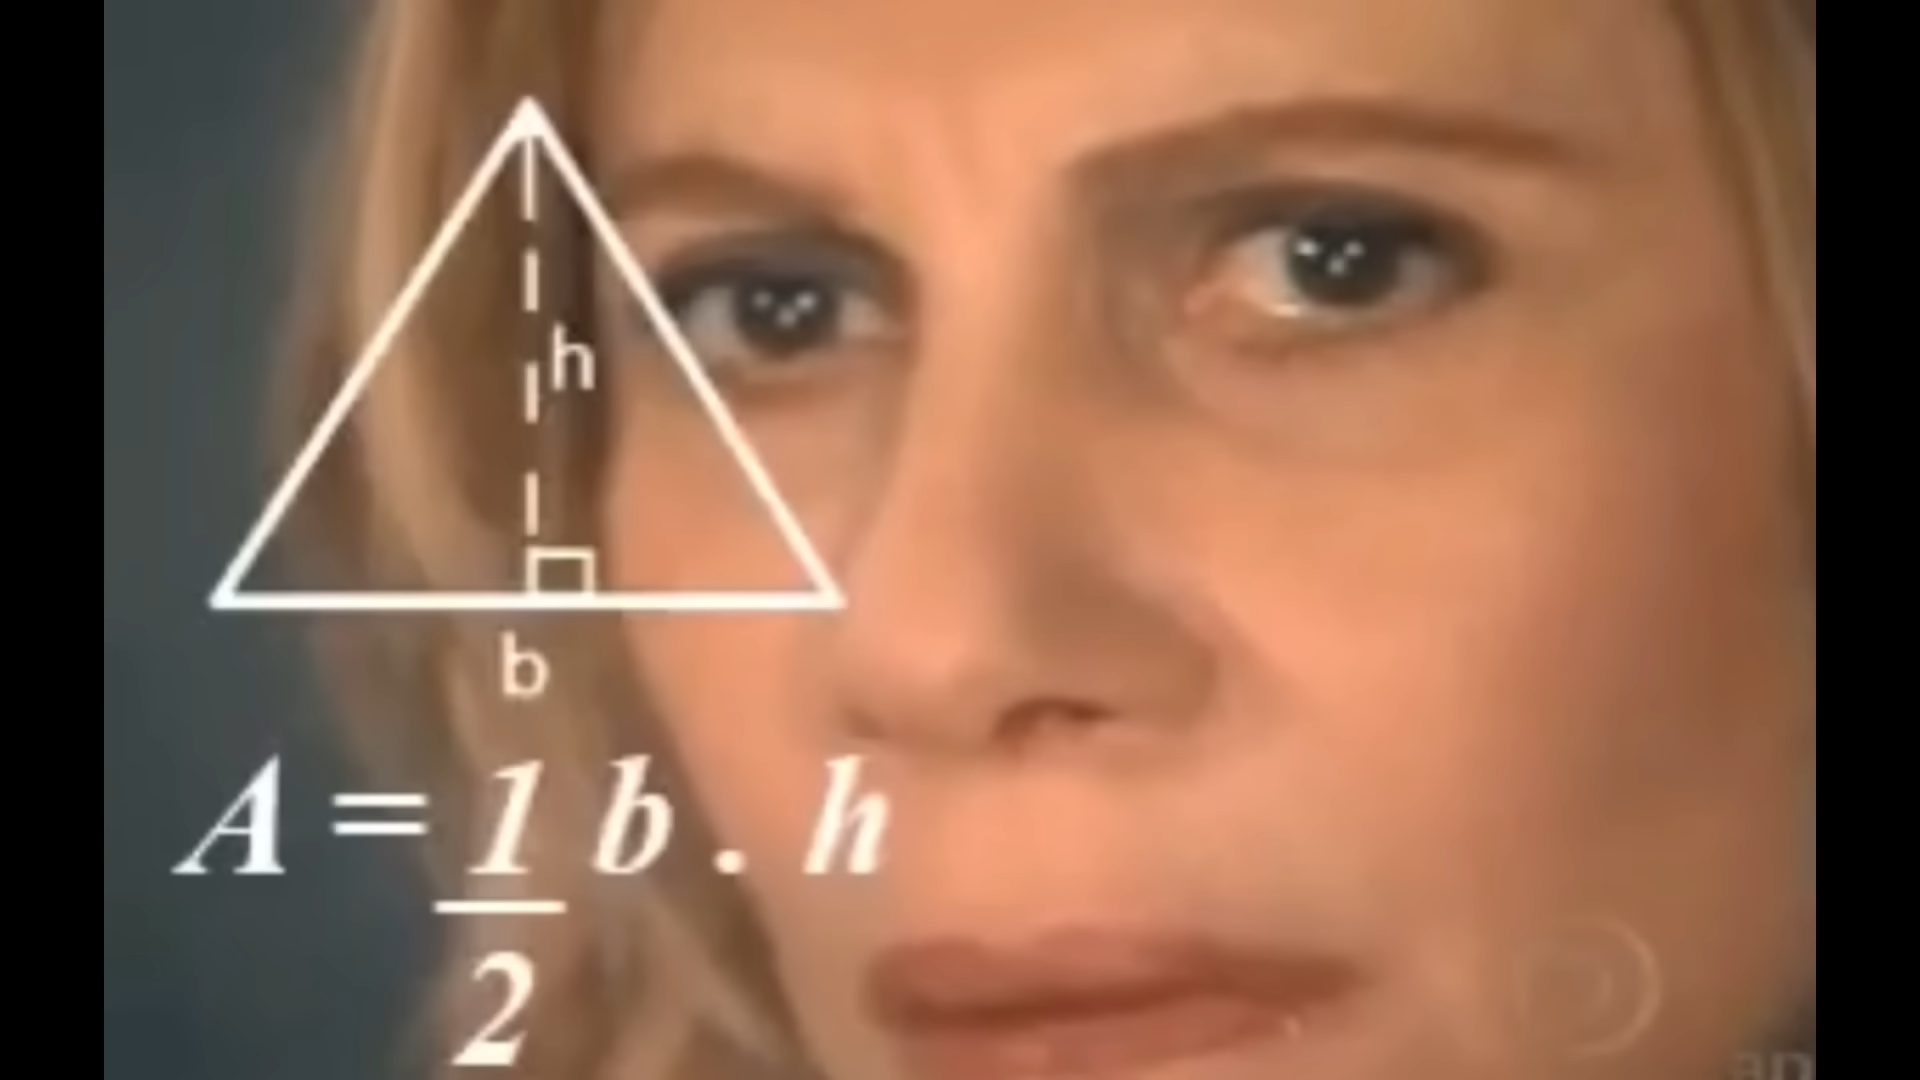 h
b
A = 1/2 b . h